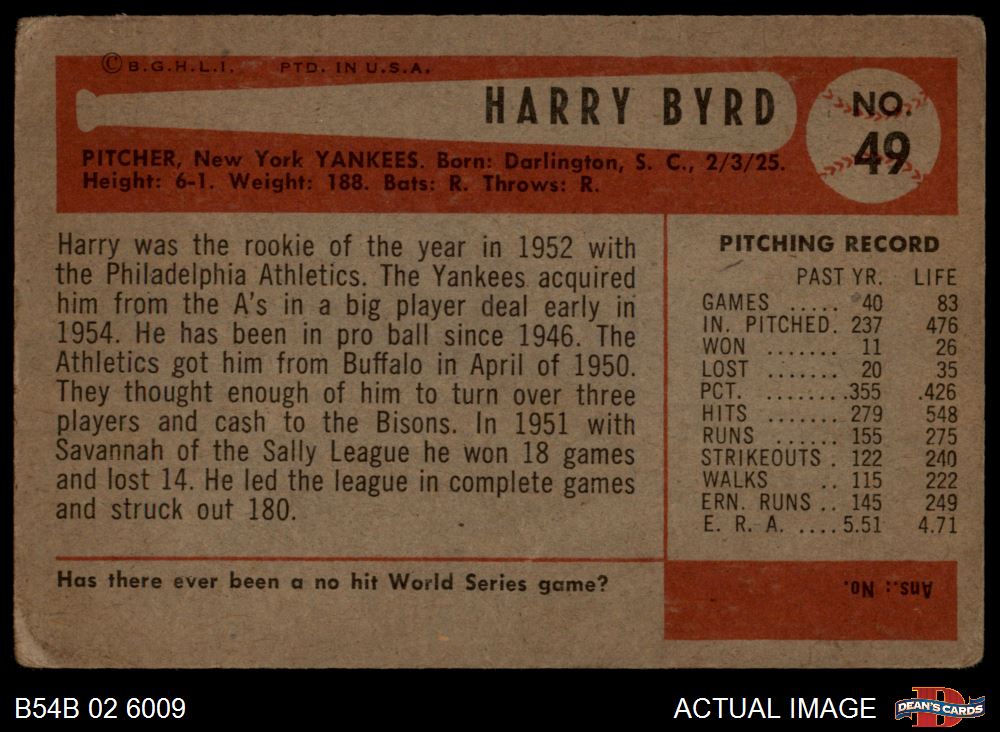 © B.G.H.L.I. PTD. IN U.S.A.
HARRY BYRD
NO.
49
PITCHER, New York YANKEES. Born: Darlington, S. C., 2/3/25.
Height: 6-1. Weight: 188. Bats: R. Throws: R.
Harry was the rookie of the year in 1952 with
the Philadelphia Athletics. The Yankees acquired
him from the A's in a big player deal early in
1954. He has been in pro ball since 1946. The
Athletics got him from Buffalo in April of 1950.
They thought enough of him to turn over three
players and cash to the Bisons. In 1951 with
Savannah of the Sally League he won 18 games
and lost 14. He led the league in complete games
and struck out 180.
PITCHING RECORD
PAST YR. LIFE
GAMES ..... 40 83
IN. PITCHED. 237 476
WON ....... 11 26
LOST ....... 20 35
PCT. ........355 .426
HITS ....... 279 548
RUNS ...... 155 275
STRIKEOUTS . 122 240
WALKS .. 115 222
ERN. RUNS .. 145 249
E. R. A. ....5.51 4.71
Has there ever been a no hit World Series game?
Ans.: No.
B54B 02 6009
ACTUAL IMAGE
D
DEAN'S CARDS